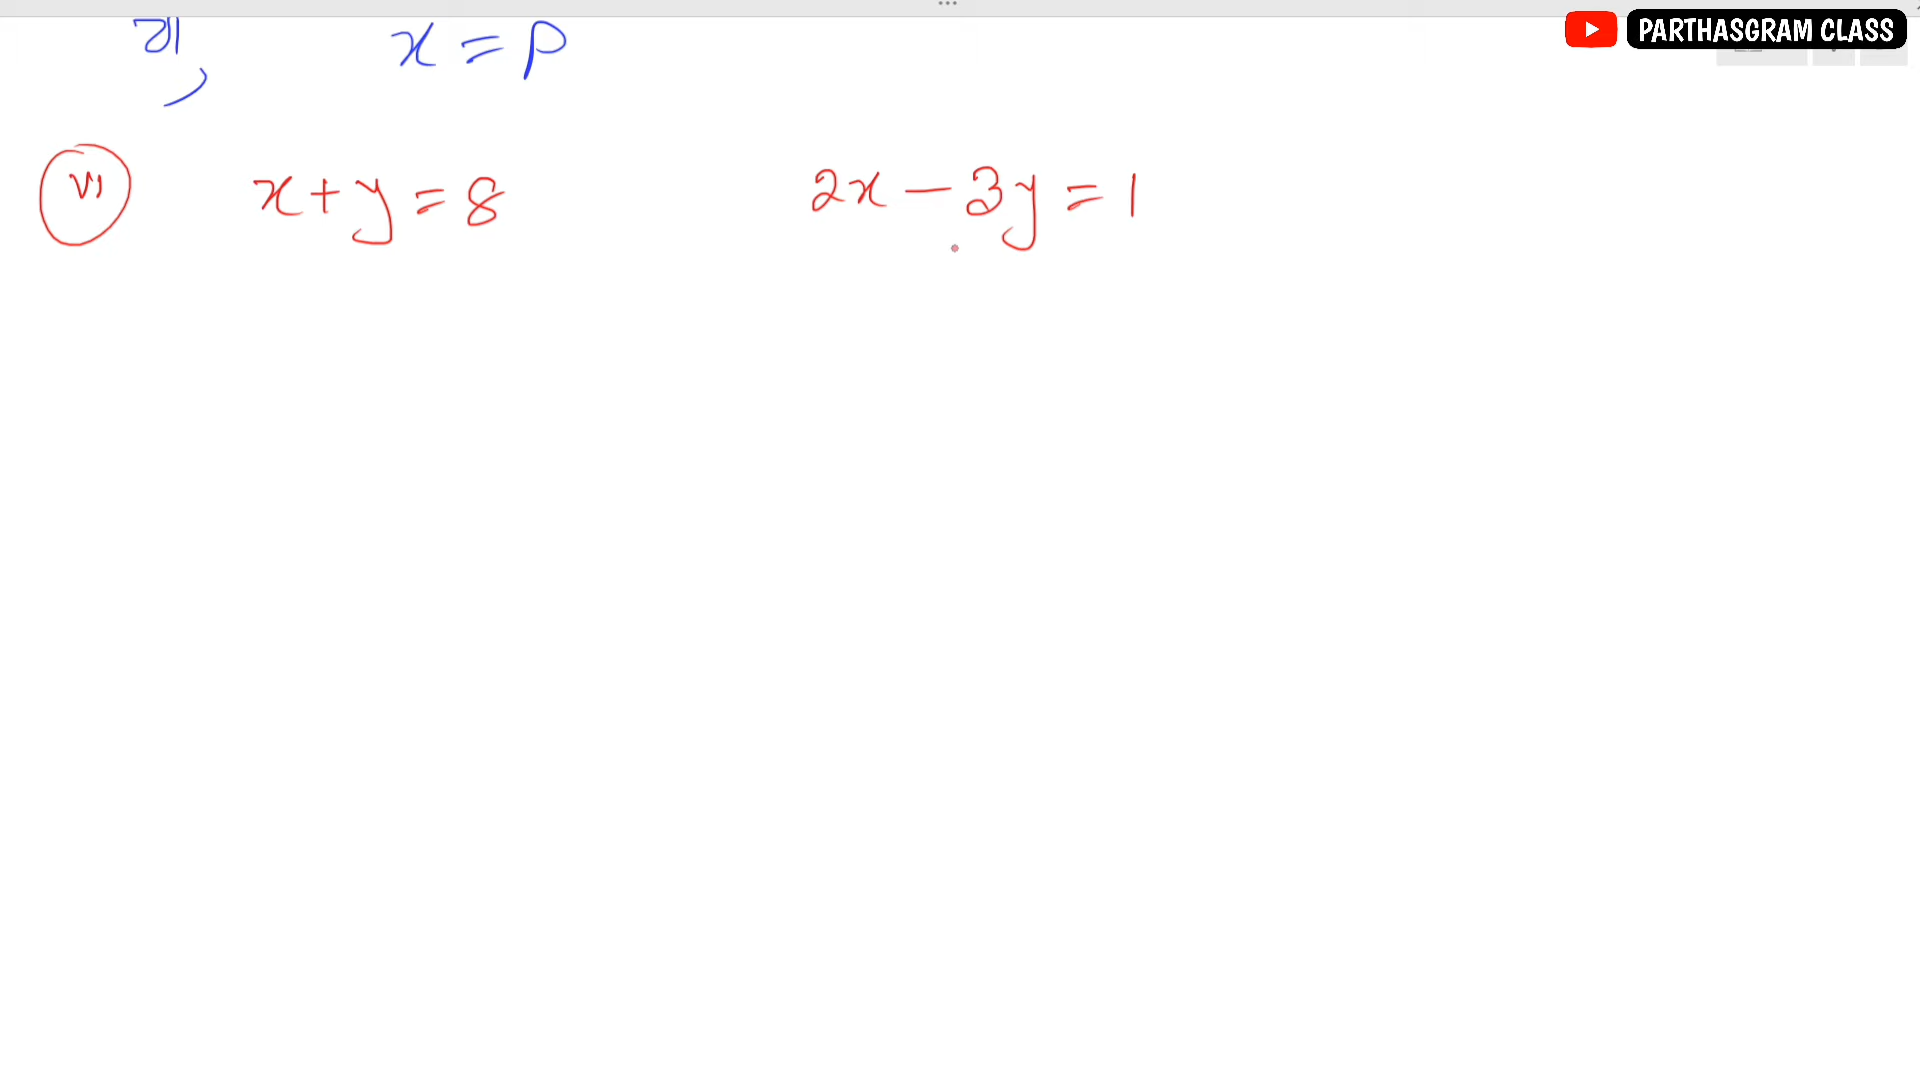 PARTHASGRAM CLASS
বা, x = p
vi x + y = 8 2x − 3y = 1